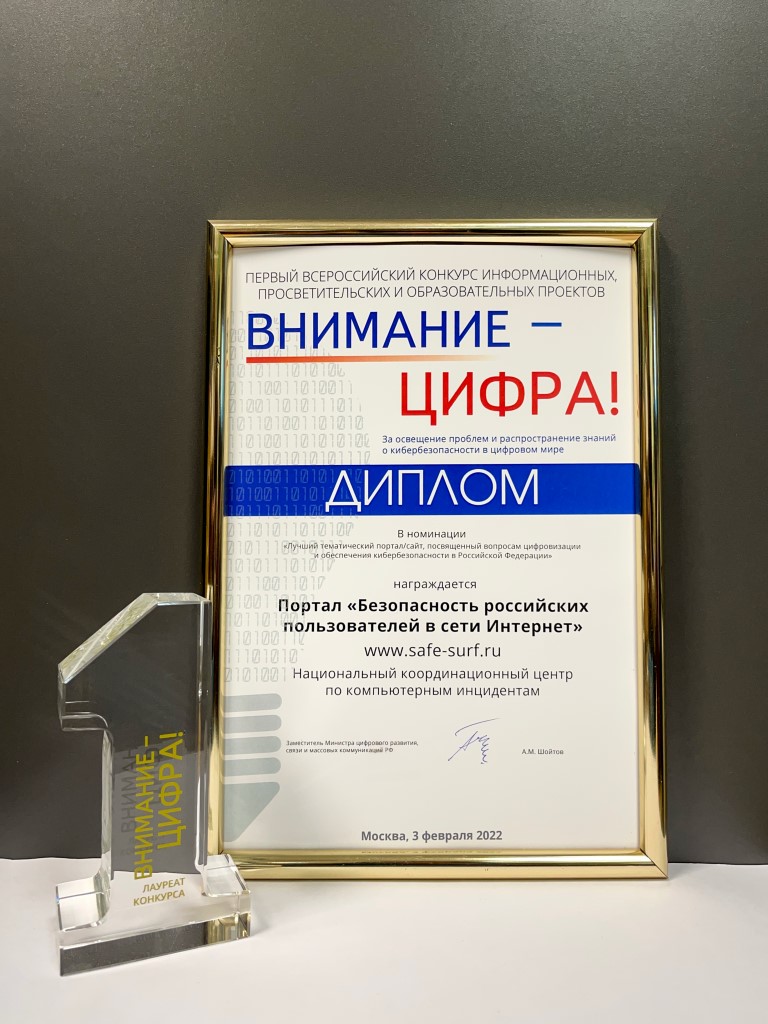 ПЕРВЫЙ ВСЕРОССИЙСКИЙ КОНКУРС ИНФОРМАЦИОННЫХ,
ПРОСВЕТИТЕЛЬСКИХ И ОБРАЗОВАТЕЛЬНЫХ ПРОЕКТОВ
ВНИМАНИЕ –
ЦИФРА!
За освещение проблем и распространение знаний
о кибербезопасности в цифровом мире
ДИПЛОМ
В номинации
«Лучший тематический портал/сайт, посвященный вопросам цифровизации
и обеспечения кибербезопасности в Российской Федерации»
награждается
Портал «Безопасность российских
пользователей в сети Интернет»
www.safe-surf.ru
Национальный координационный центр
по компьютерным инцидентам
Заместитель Министра цифрового развития,
связи и массовых коммуникаций РФ
А.М. Шойтов
Москва, 3 февраля 2022
ВНИМАНИЕ –
ЦИФРА!
ЛАУРЕАТ
КОНКУРСА